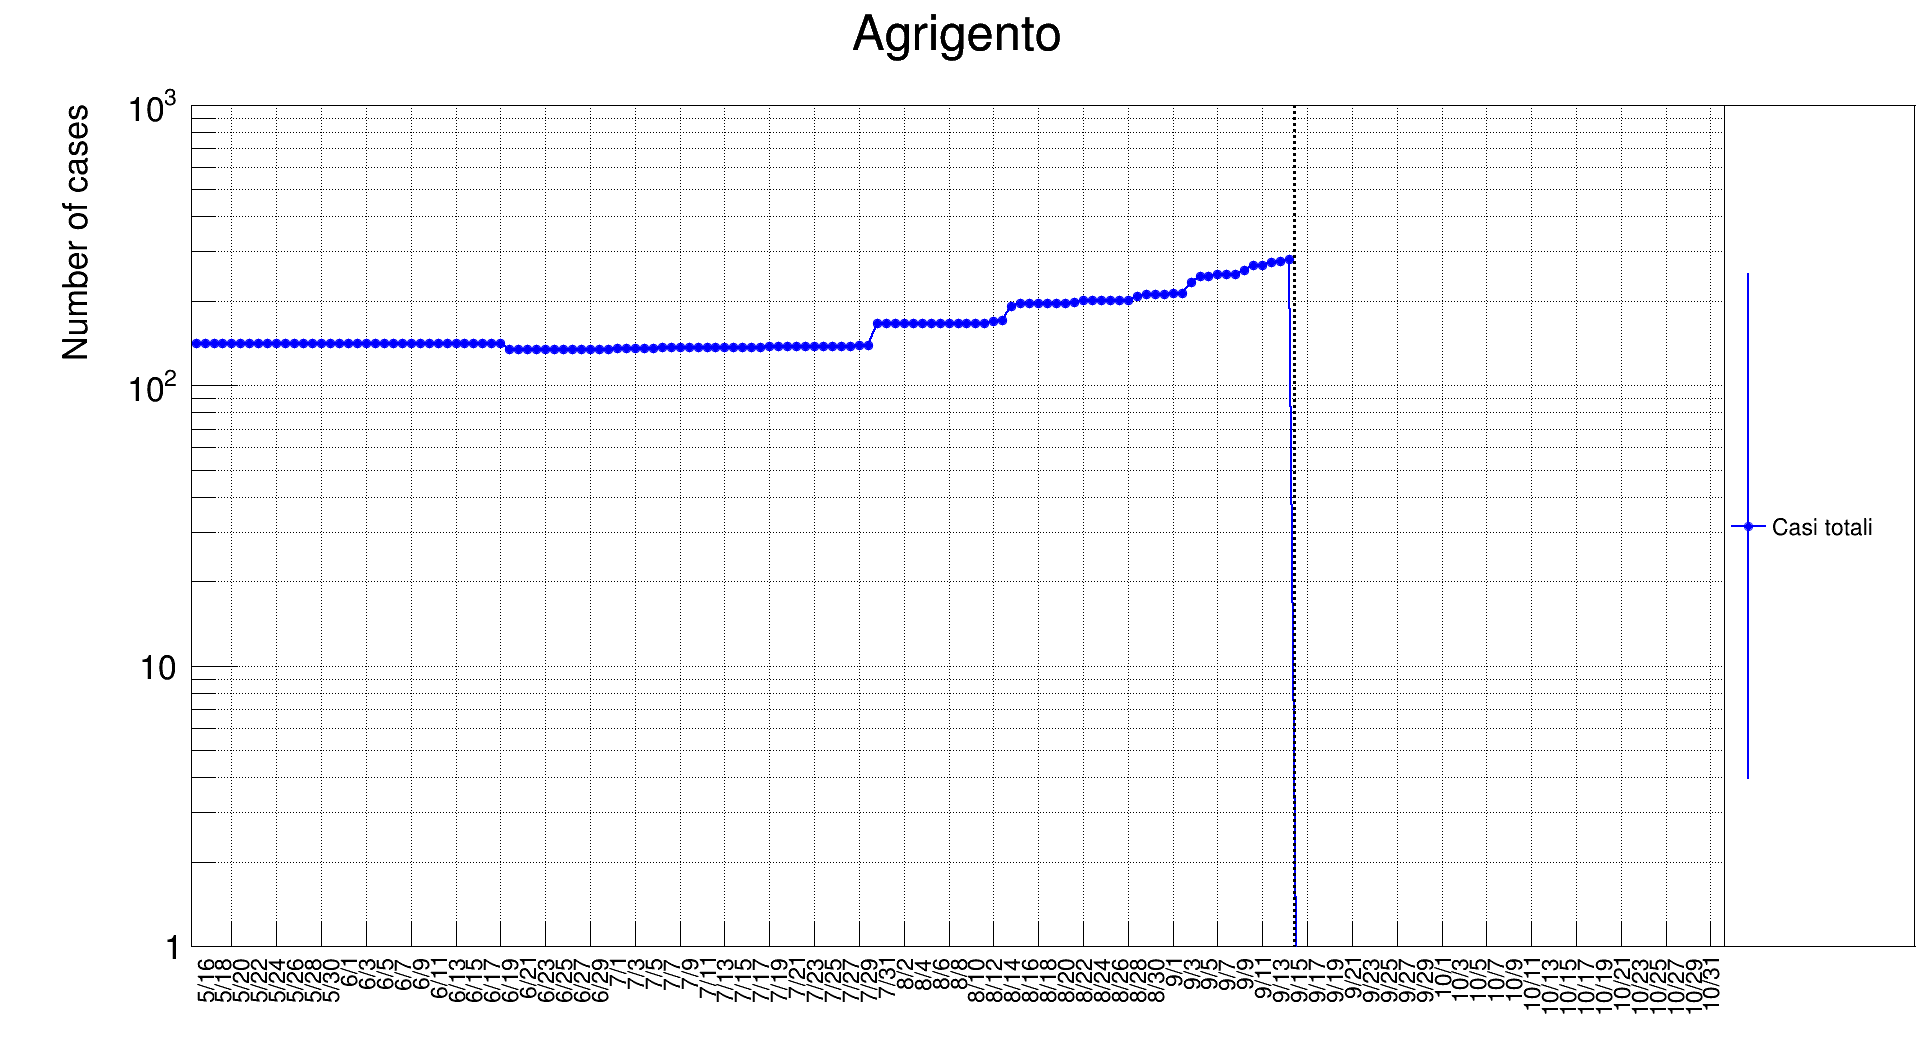 Agrigento
Number of cases
10^3
10^2
10
1
5/16 5/18 5/20 5/22 5/24 5/26 5/28 5/30 6/1 6/3 6/5 6/7 6/9 6/11 6/13 6/15 6/17 6/19 6/21 6/23 6/25 6/27 6/29 7/1 7/3 7/5 7/7 7/9 7/11 7/13 7/15 7/17 7/19 7/21 7/23 7/25 7/27 7/29 7/31 8/2 8/4 8/6 8/8 8/10 8/12 8/14 8/16 8/18 8/20 8/22 8/24 8/26 8/28 8/30 9/1 9/3 9/5 9/7 9/9 9/11 9/13 9/15 9/17 9/19 9/21 9/23 9/25 9/27 9/29 10/1 10/3 10/5 10/7 10/9 10/11 10/13 10/15 10/17 10/19 10/21 10/23 10/25 10/27 10/29 10/31
Casi totali